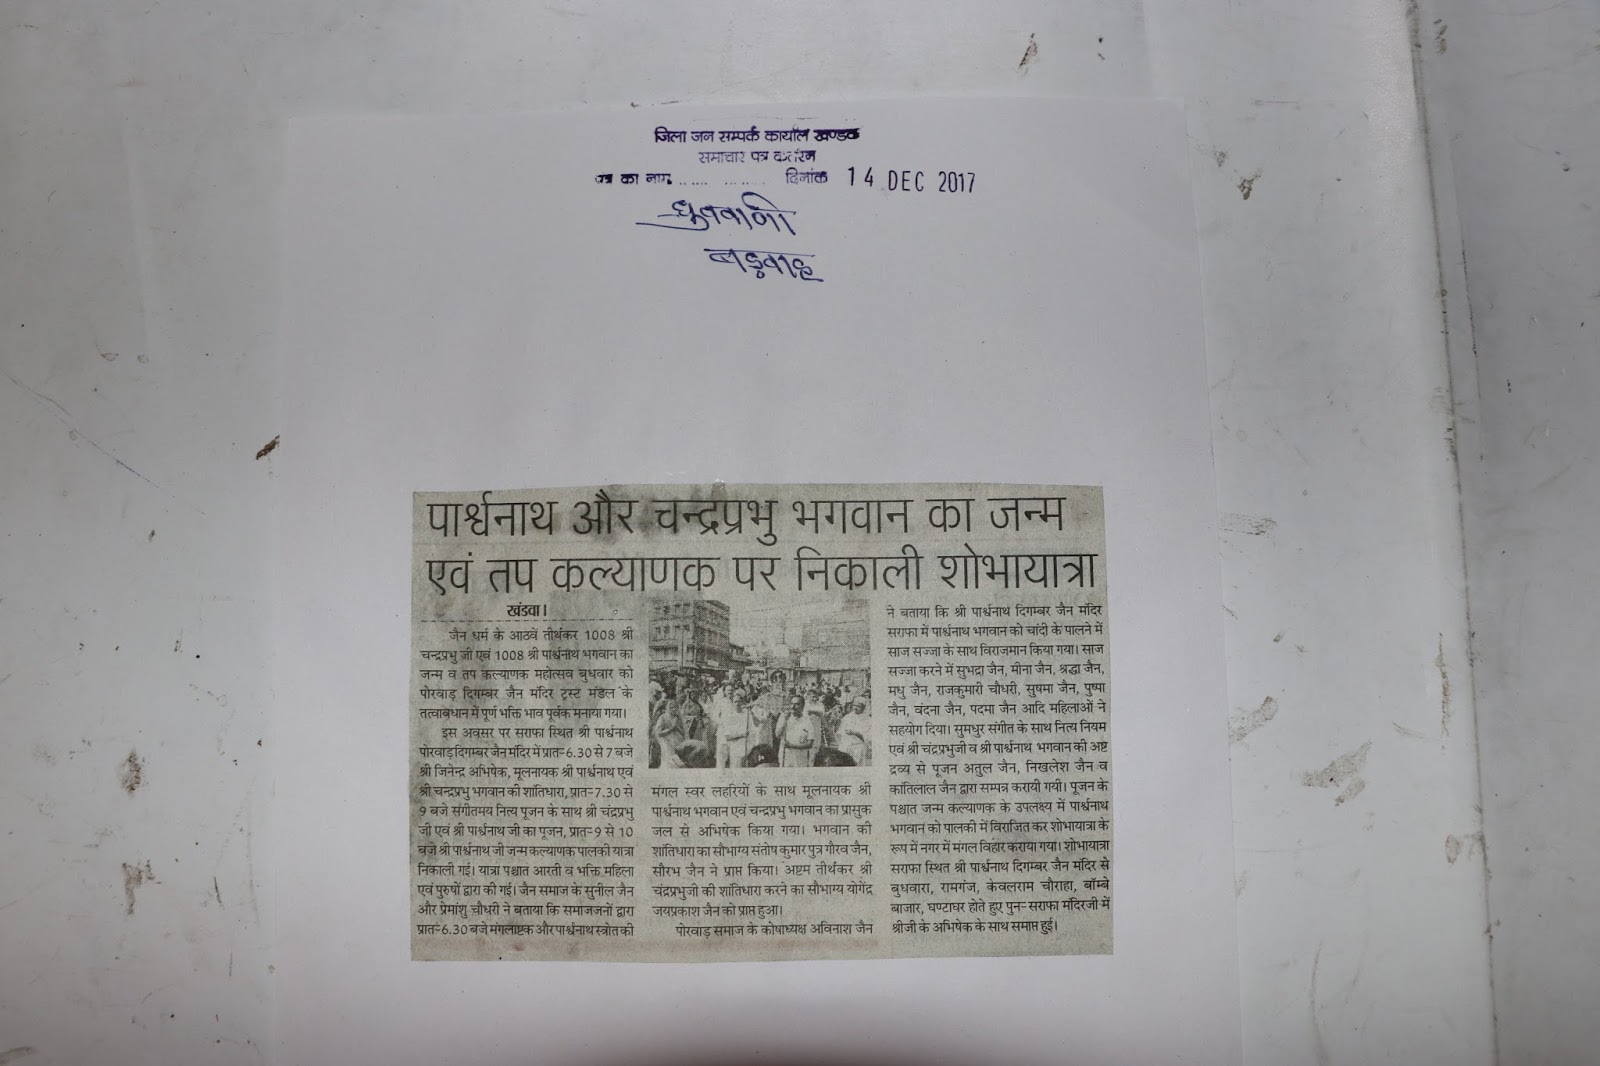 जिला जन सम्पर्क कार्याल खण्डवा
समाचार पत्र कतरन
पत्र का नाम ...... ...... दिनांक 14 DEC 2017
ध्रुववाणी
बड़वाह
पार्श्वनाथ और चन्द्रप्रभु भगवान का जन्म
एवं तप कल्याणक पर निकाली शोभायात्रा
खंडवा।
जैन धर्म के आठवें तीर्थकर 1008 श्री
चन्द्रप्रभु जी एवं 1008 श्री पार्श्वनाथ भगवान का
जन्म व तप कल्याणक महोत्सव बुधवार को
पोरवाड़ दिगम्बर जैन मंदिर ट्रस्ट मंडल के
तत्वाबधान में पूर्ण भक्ति भाव पूर्वक मनाया गया।
इस अवसर पर सराफा स्थित श्री पार्श्वनाथ
पोरवाड़ दिगम्बर जैन मंदिर में प्रात- 6.30 से 7 बजे
श्री जिनेन्द्र अभिषेक, मूलनायक श्री पार्श्वनाथ एवं
श्री चन्द्रप्रभु भगवान की शांतिधारा, प्रात- 7.30 से
9 बजे संगीतमय नित्य पूजन के साथ श्री चंद्रप्रभु
जी एवं श्री पार्श्वनाथ जी का पूजन, प्रात- 9 से 10
बजे श्री पार्श्वनाथ जी जन्म कल्याणक पालकी यात्रा
निकाली गई। यात्रा पश्चात आरती व भक्ति महिला
एवं पुरुषों द्वारा की गई। जैन समाज के सुनील जैन
और प्रेमांशु चौधरी ने बताया कि समाजजनों द्वारा
प्रात- 6.30 बजे मंगलाष्टक और पार्श्वनाथ स्त्रोत की
मंगल स्वर लहरियों के साथ मूलनायक श्री
पार्श्वनाथ भगवान एवं चन्द्रप्रभु भगवान का प्रासुक
जल से अभिषेक किया गया। भगवान की
शांतिधारा का सौभाग्य संतोष कुमार पुत्र गौरव जैन,
सौरभ जैन ने प्राप्त किया। अष्टम तीर्थकर श्री
चंद्रप्रभुजी की शांतिधारा करने का सौभाग्य योगेंद्र
जयप्रकाश जैन को प्राप्त हुआ।
पोरवाड़ समाज के कोषाध्यक्ष अविनाश जैन
ने बताया कि श्री पार्श्वनाथ दिगम्बर जैन मंदिर
सराफा में पार्श्वनाथ भगवान को चांदी के पालने में
साज सज्जा के साथ विराजमान किया गया। साज
सज्जा करने में सुभद्रा जैन, मीना जैन, श्रद्धा जैन,
मधु जैन, राजकुमारी चौधरी, सुषमा जैन, पुष्पा
जैन, वंदना जैन, पदमा जैन आदि महिलाओं ने
सहयोग दिया। सुमधुर संगीत के साथ नित्य नियम
एवं श्री चंद्रप्रभुजी व श्री पार्श्वनाथ भगवान की अष्ट
द्रव्य से पूजन अतुल जैन, निखलेश जैन व
कांतिलाल जैन द्वारा सम्पन्न करायी गयी। पूजन के
पश्चात जन्म कल्याणक के उपलक्ष्य में पार्श्वनाथ
भगवान को पालकी में विराजित कर शोभायात्रा के
रूप में नगर में मंगल विहार कराया गया। शोभायात्रा
सराफा स्थित श्री पार्श्वनाथ दिगम्बर जैन मंदिर से
बुधवारा, रामगंज, केवलराम चौराहा, बॉम्बे
बाजार, घण्टाघर होते हुए पुन- सराफा मंदिरजी में
श्रीजी के अभिषेक के साथ समाप्त हुई।